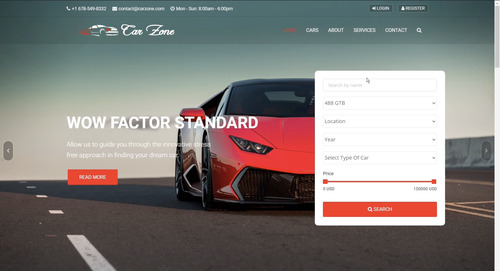 +1 678-549-8332 contact@carzone.com Mon - Sun: 8:00am - 6:00pm LOGIN REGISTER
Car Zone HOME CARS ABOUT SERVICES CONTACT
Search by name
488 GTB
Location
WOW FACTOR STANDARD
Year
Allow us to guide you through the innovative stress
free approach in finding your dream car.
Select Type Of Car
READ MORE
Price
0 USD 100000 USD
SEARCH